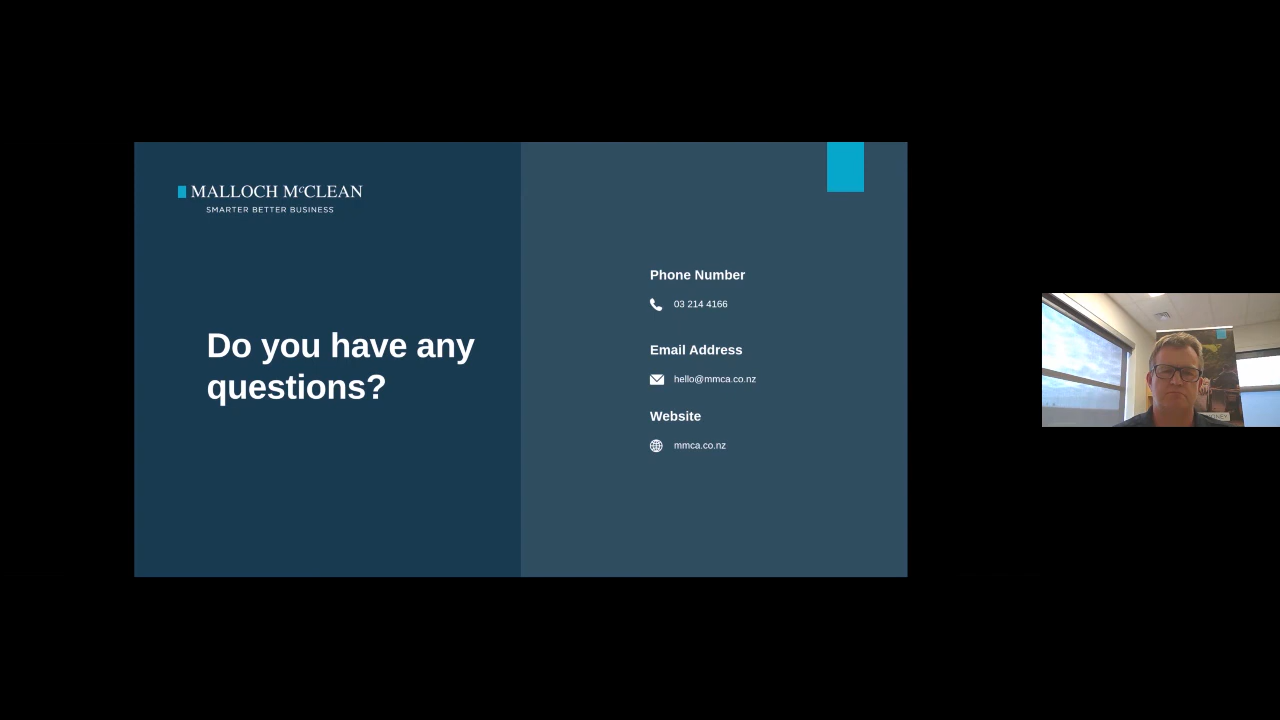 MALLOCH McCLEAN
SMARTER BETTER BUSINESS
Do you have any
questions?
Phone Number
03 214 4166
Email Address
hello@mmca.co.nz
Website
mmca.co.nz